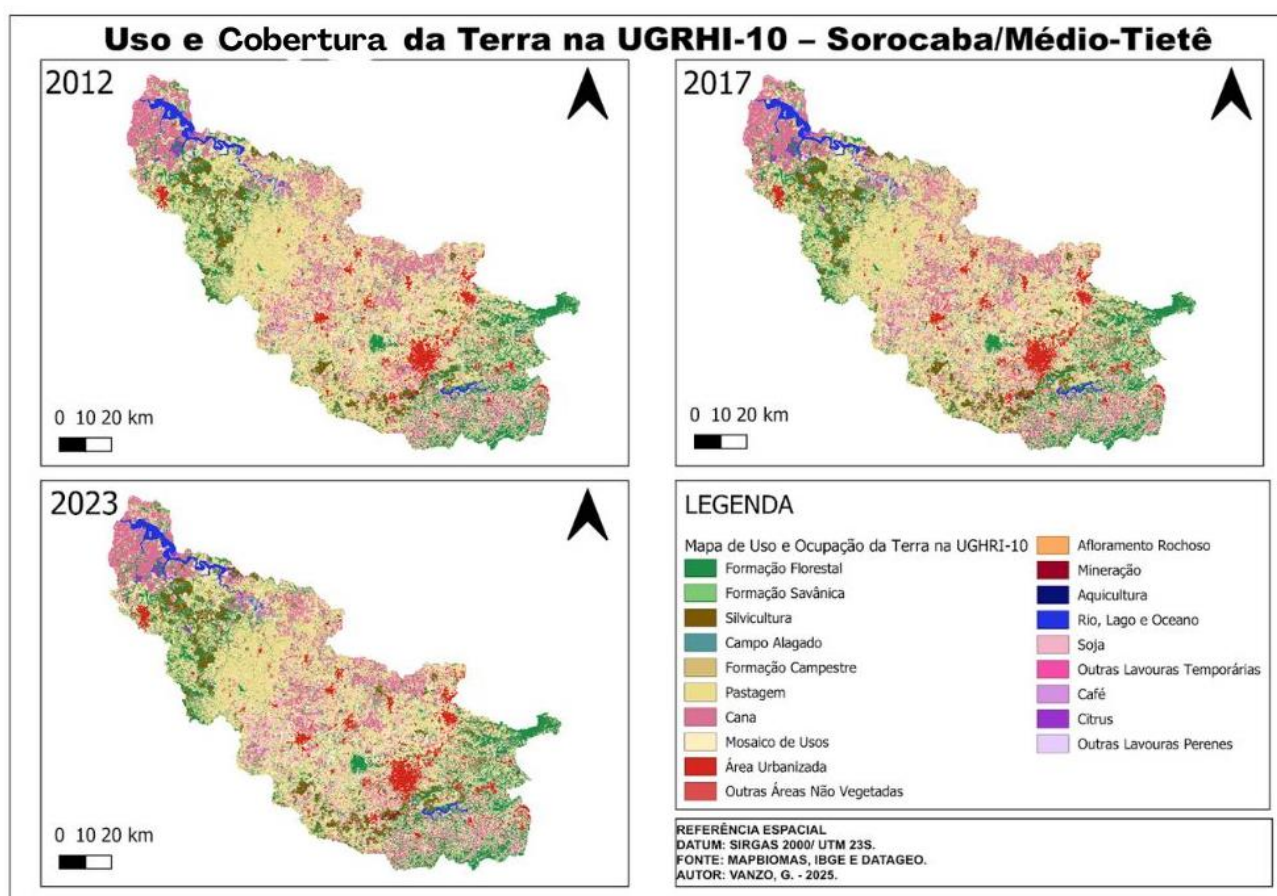 Uso e Cobertura da Terra na UGRHI-10 – Sorocaba/Médio-Tietê
2012
0 10 20 km
2017
0 10 20 km
2023
0 10 20 km
LEGENDA
Mapa de Uso e Ocupação da Terra na UGHRI-10
Formação Florestal
Formação Savânica
Silvicultura
Campo Alagado
Formação Campestre
Pastagem
Cana
Mosaico de Usos
Área Urbanizada
Outras Áreas Não Vegetadas
Afloramento Rochoso
Mineração
Aquicultura
Rio, Lago e Oceano
Soja
Outras Lavouras Temporárias
Café
Citrus
Outras Lavouras Perenes
REFERÊNCIA ESPACIAL
DATUM: SIRGAS 2000/ UTM 23S.
FONTE: MAPBIOMAS, IBGE E DATAGEO.
AUTOR: VANZO, G. - 2025.